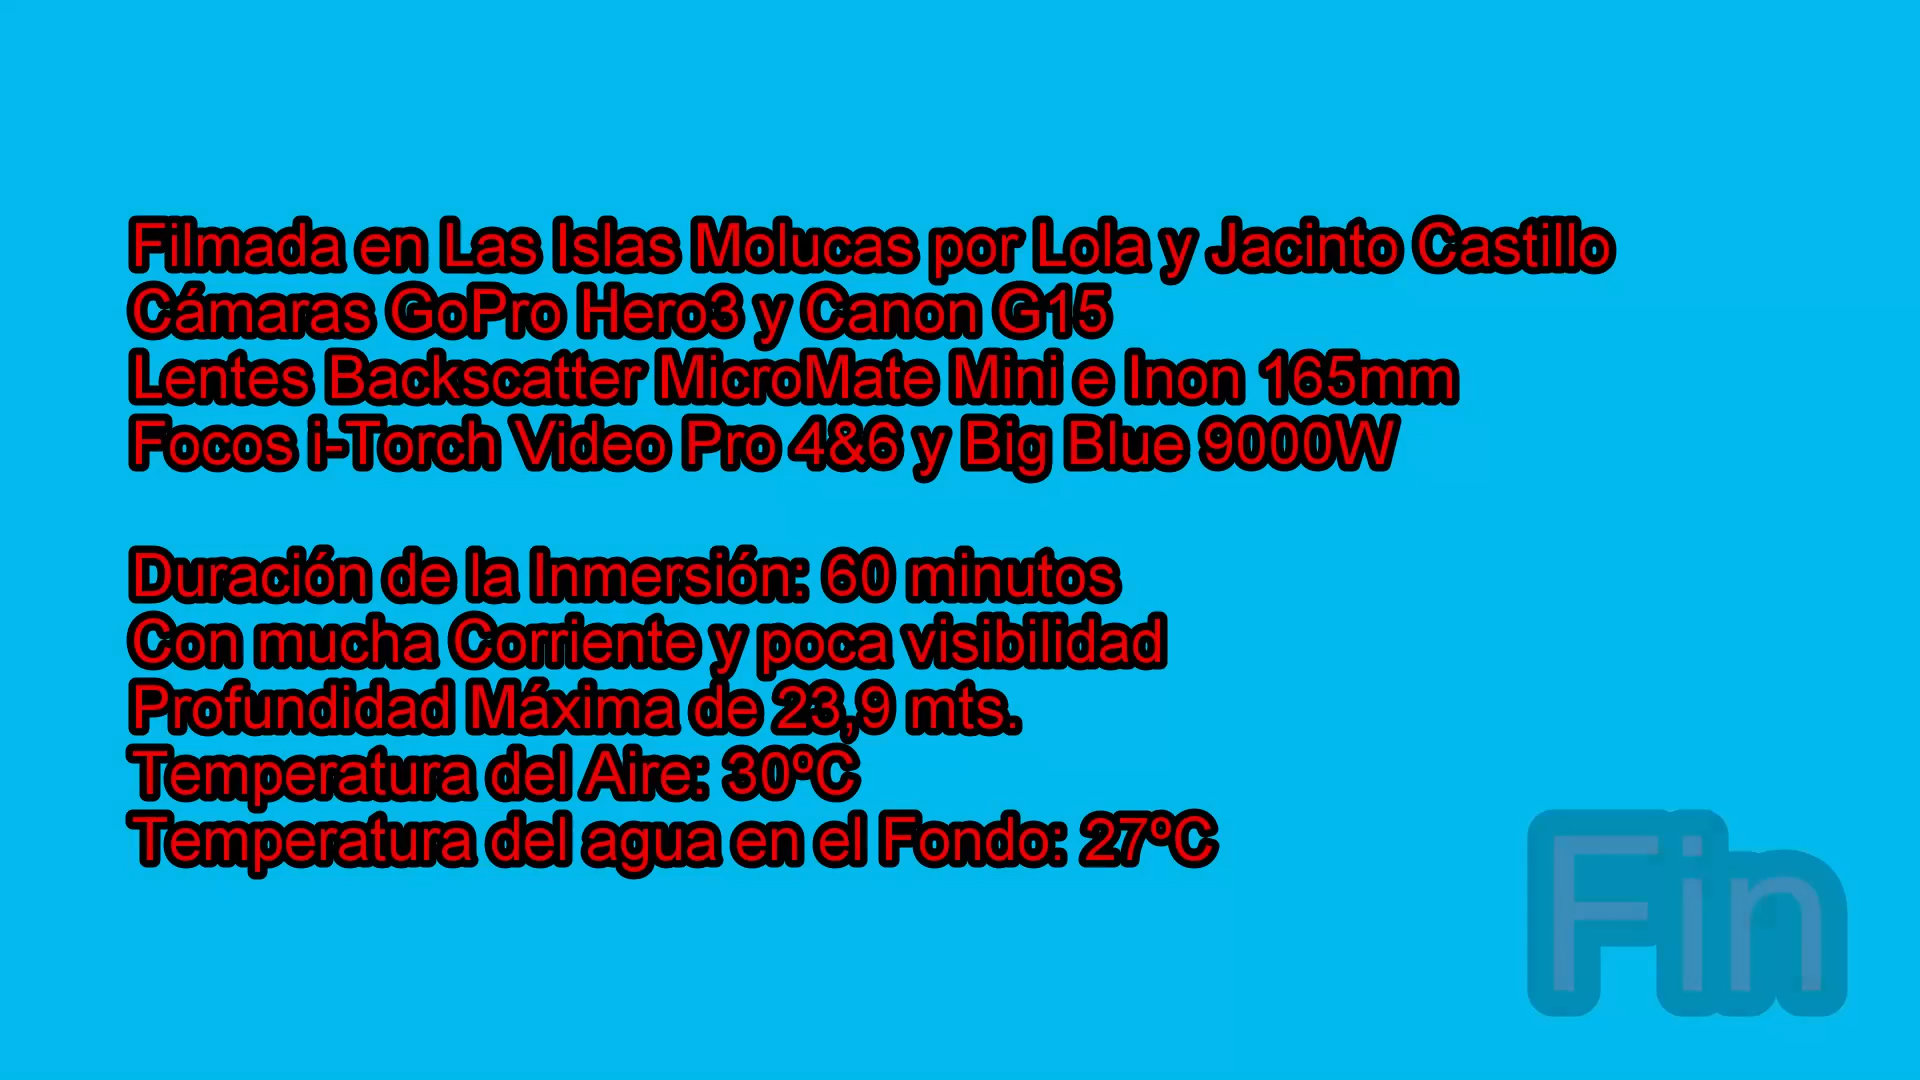 Filmada en Las Islas Molucas por Lola y Jacinto Castillo
Cámaras GoPro Hero3 y Canon G15
Lentes Backscatter MicroMate Mini e Inon 165mm
Focos i-Torch Video Pro 4&6 y Big Blue 9000W
Duración de la Inmersión: 60 minutos
Con mucha Corriente y poca visibilidad
Profundidad Máxima de 23,9 mts.
Temperatura del Aire: 30ºC
Temperatura del agua en el Fondo: 27ºC
Fin